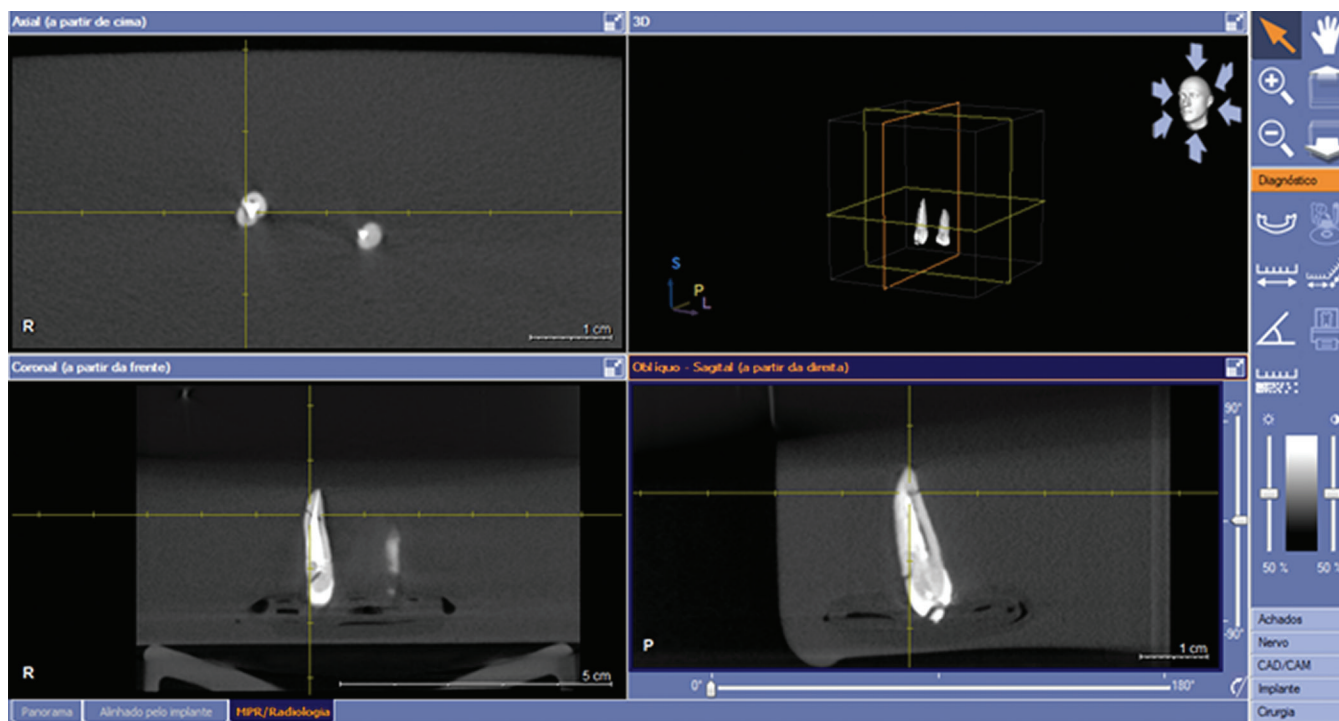 Axial (a partir de cima)
R
1 cm
3D
S
P
L
Coronal (a partir da frente)
R
5 cm
Oblíquo - Sagital (a partir da direita)
90°
-90°
P
1 cm
0°
180°
Diagnóstico
50 %
50 %
Achados
Nervo
CAD/CAM
Implante
Cirurgia
Panorama
Alinhado pelo implante
MPR/Radiologia